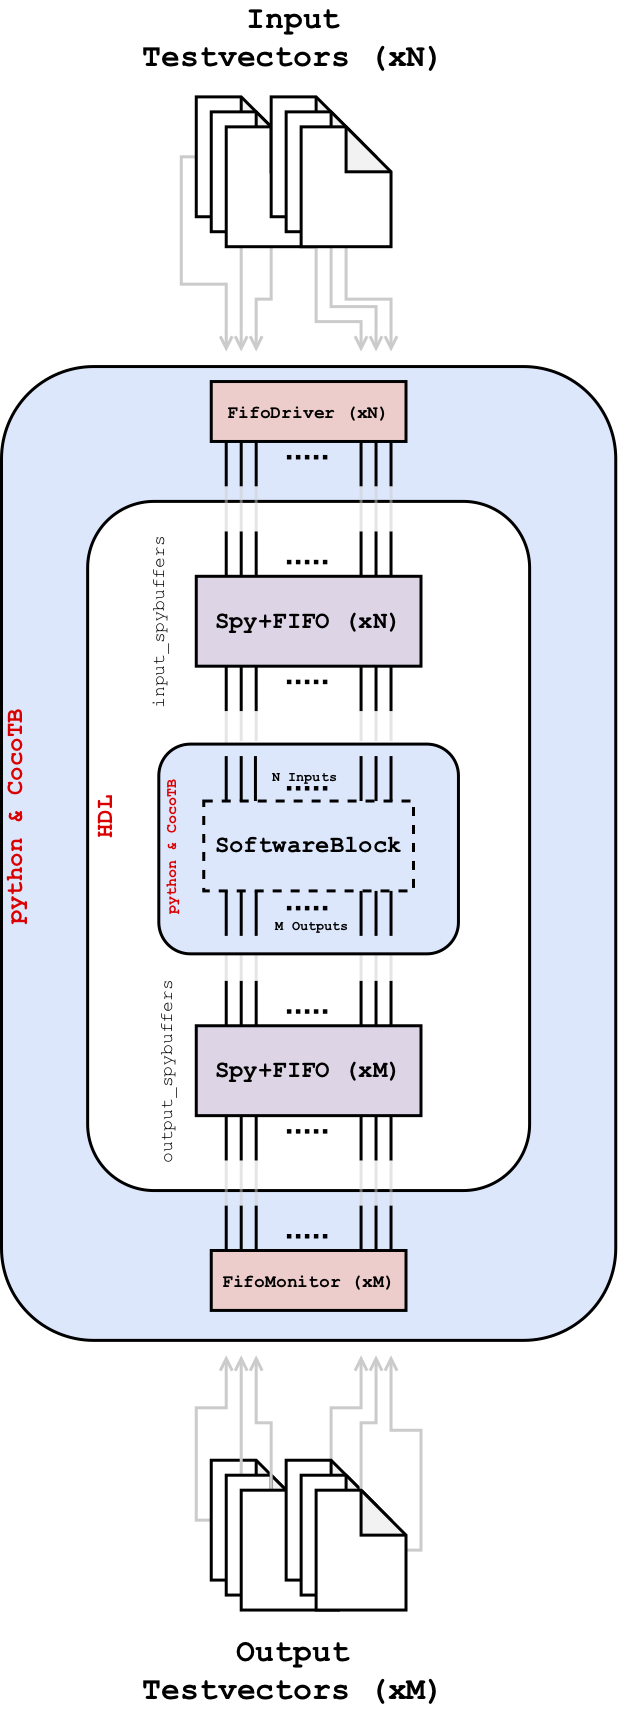 Input
Testvectors (xN)
FifoDriver (xN)
input_spybuffers
Spy+FIFO (xN)
python & CocoTB
HDL
python & CocoTB
N Inputs
SoftwareBlock
M Outputs
output_spybuffers
Spy+FIFO (xM)
FifoMonitor (xM)
Output
Testvectors (xM)